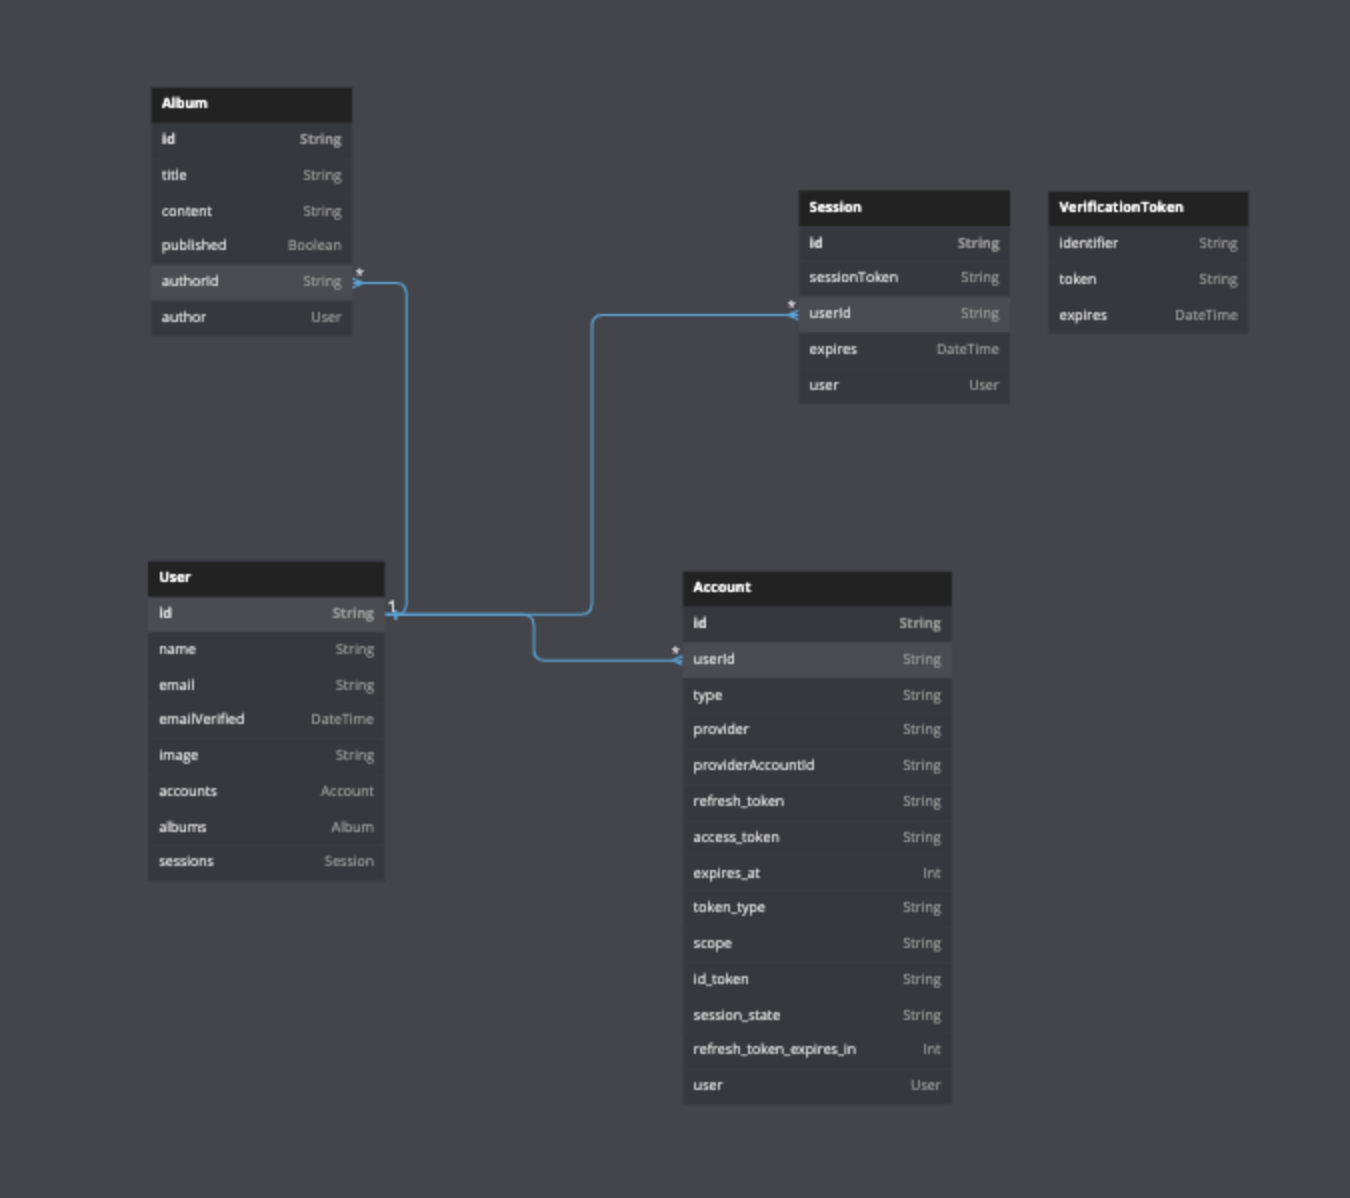 Album
id String
title String
content String
published Boolean
authorId String *
author User
Session
id String
sessionToken String
* userId String
expires DateTime
user User
VerificationToken
identifier String
token String
expires DateTime
User
id String 1
name String
email String
emailVerified DateTime
image String
accounts Account
albums Album
sessions Session
Account
id String
* userId String
type String
provider String
providerAccountId String
refresh_token String
access_token String
expires_at Int
token_type String
scope String
id_token String
session_state String
refresh_token_expires_in Int
user User